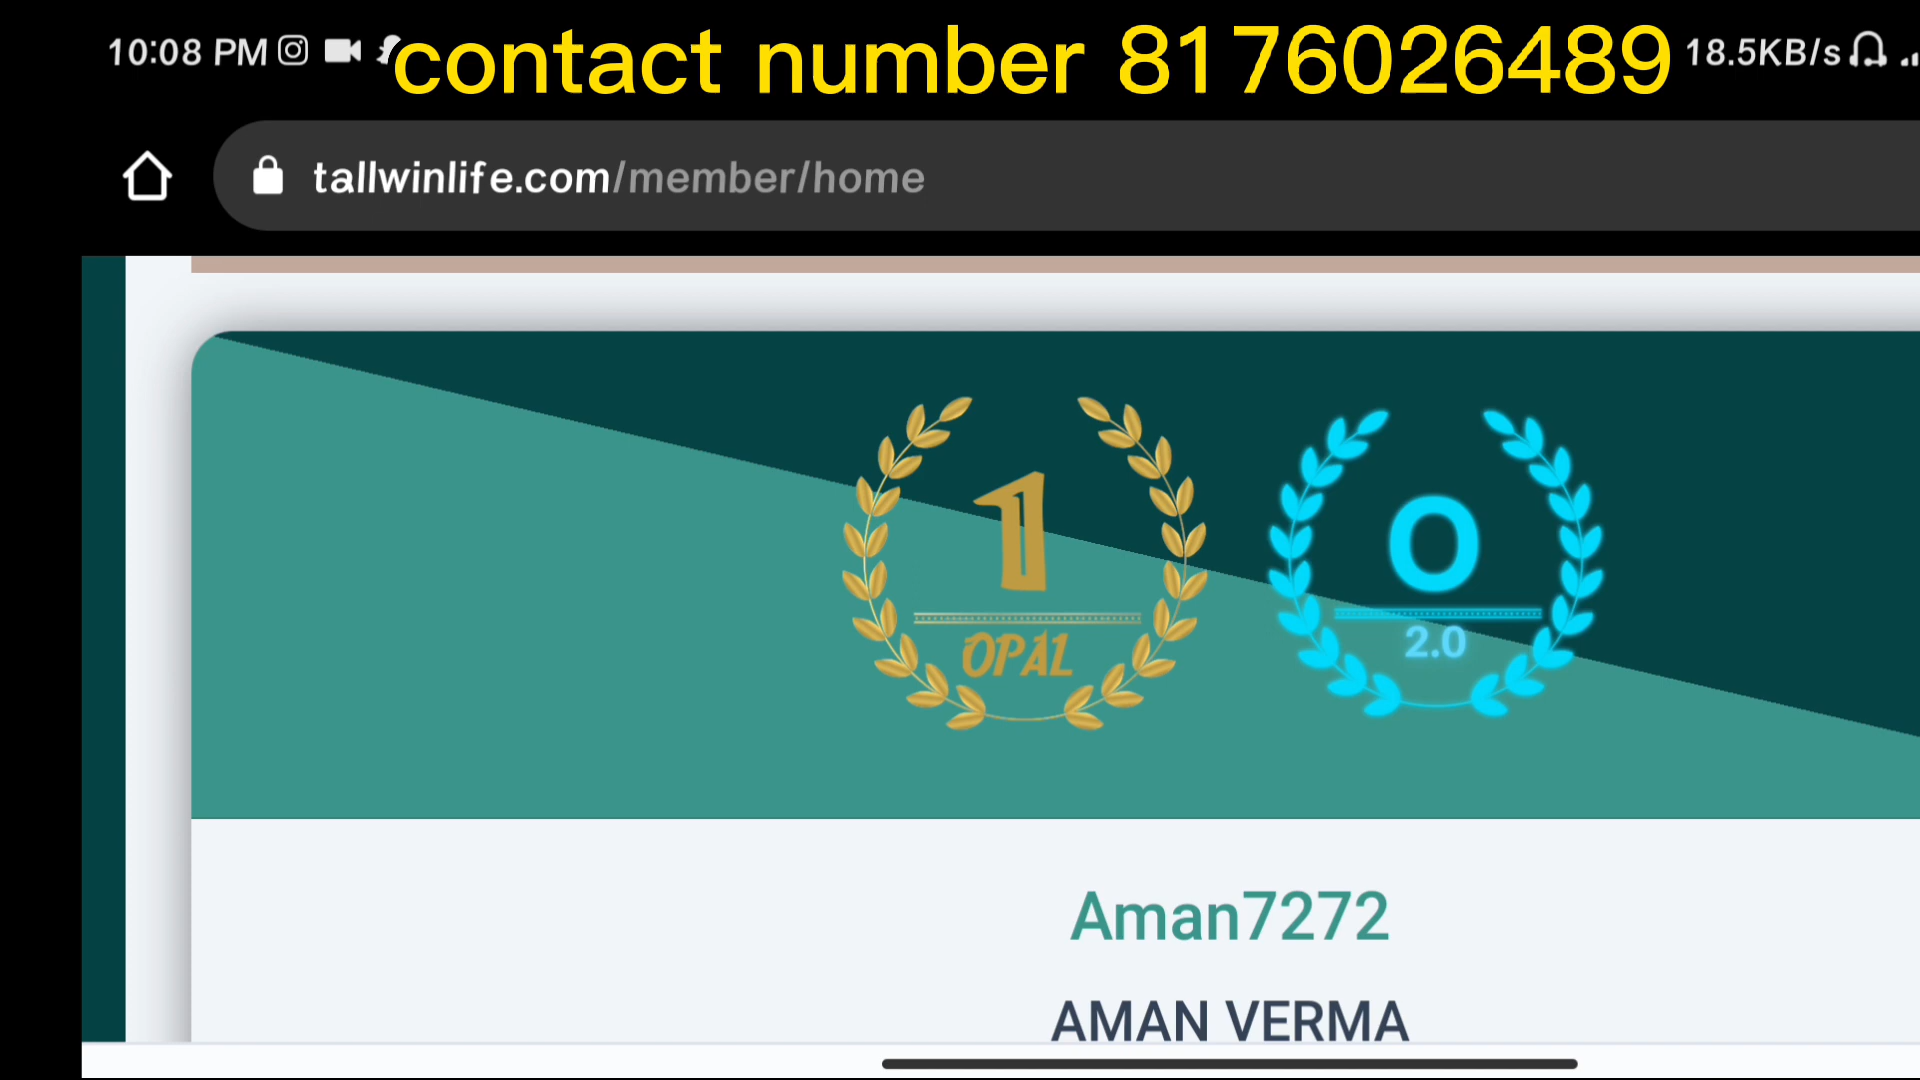 10:08 PM contact number 8176026489 18.5KB/s
tallwinlife.com/member/home
1
OPAL
0
2.0
Aman7272
AMAN VERMA